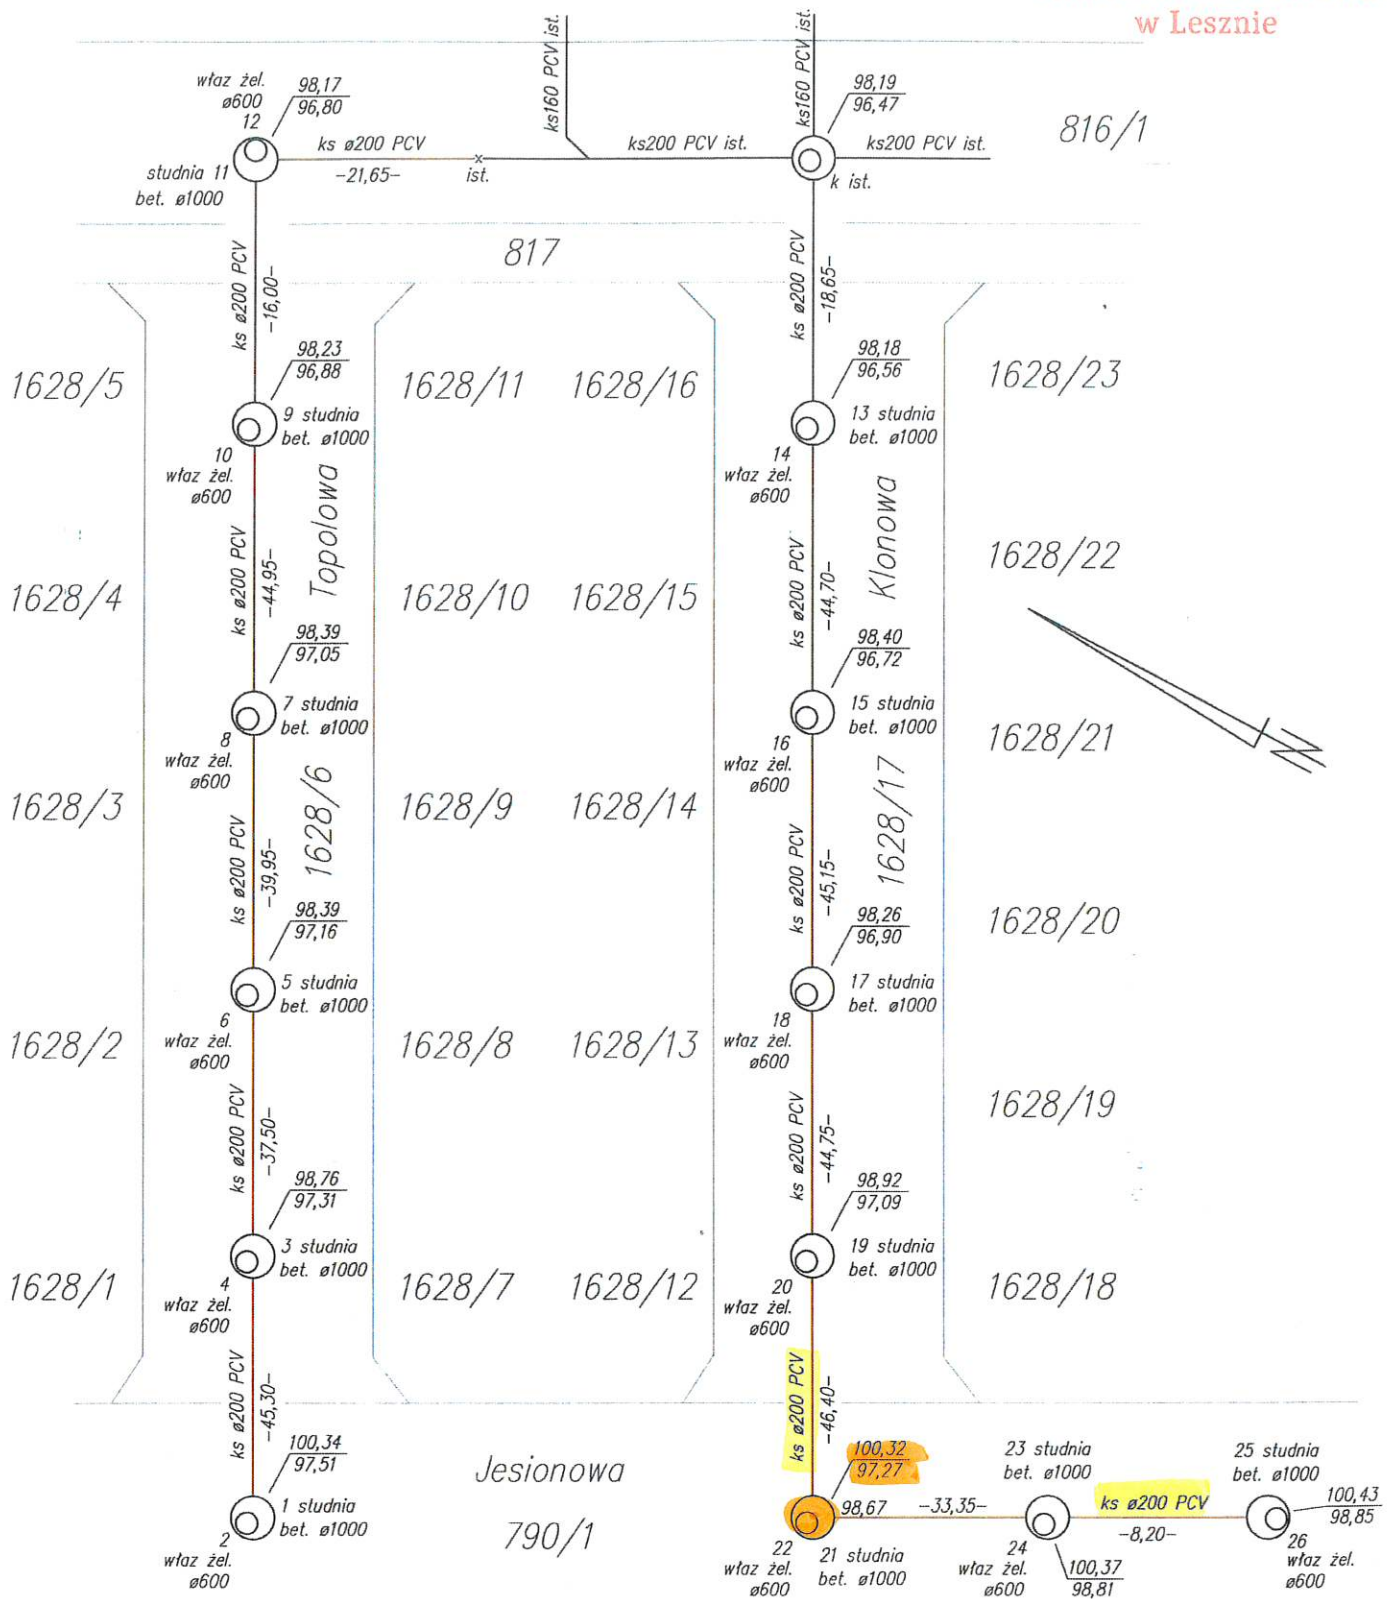 w Lesznie
ks160 PCV ist.
ks160 PCV ist.
właz żel.
ø600
12
98,17
96,80
98,19
96,47
816/1
ks ø200 PCV
-21,65-
ist.
ks200 PCV ist.
ks200 PCV ist.
k ist.
studnia 11
bet. ø1000
817
ks ø200 PCV
-16,00-
ks ø200 PCV
-18,65-
98,23
96,88
98,18
96,56
1628/5
1628/11
1628/16
1628/23
9 studnia
bet. ø1000
13 studnia
bet. ø1000
10
właz żel.
ø600
14
właz żel.
ø600
Topolowa
Klonowa
ks ø200 PCV
-44,95-
ks ø200 PCV
-44,70-
1628/22
1628/4
1628/10
1628/15
98,39
97,05
98,40
96,72
7 studnia
bet. ø1000
15 studnia
bet. ø1000
8
właz żel.
ø600
16
właz żel.
ø600
1628/21
N
1628/3
1628/6
1628/9
1628/14
1628/17
ks ø200 PCV
-39,95-
ks ø200 PCV
-45,15-
98,39
97,16
98,26
96,90
1628/20
5 studnia
bet. ø1000
17 studnia
bet. ø1000
6
właz żel.
ø600
18
właz żel.
ø600
1628/2
1628/8
1628/13
1628/19
ks ø200 PCV
-37,50-
ks ø200 PCV
-44,75-
98,76
97,31
98,92
97,09
3 studnia
bet. ø1000
19 studnia
bet. ø1000
1628/1
4
właz żel.
ø600
1628/7
1628/12
20
właz żel.
ø600
1628/18
ks ø200 PCV
-45,30-
ks ø200 PCV
-46,40-
100,34
97,51
Jesionowa
100,32
97,27
23 studnia
bet. ø1000
25 studnia
bet. ø1000
1 studnia
bet. ø1000
790/1
98,67
-33,35-
ks ø200 PCV
-8,20-
100,43
98,85
2
właz żel.
ø600
22
właz żel.
ø600
21 studnia
bet. ø1000
24
właz żel.
ø600
100,37
98,81
26
właz żel.
ø600